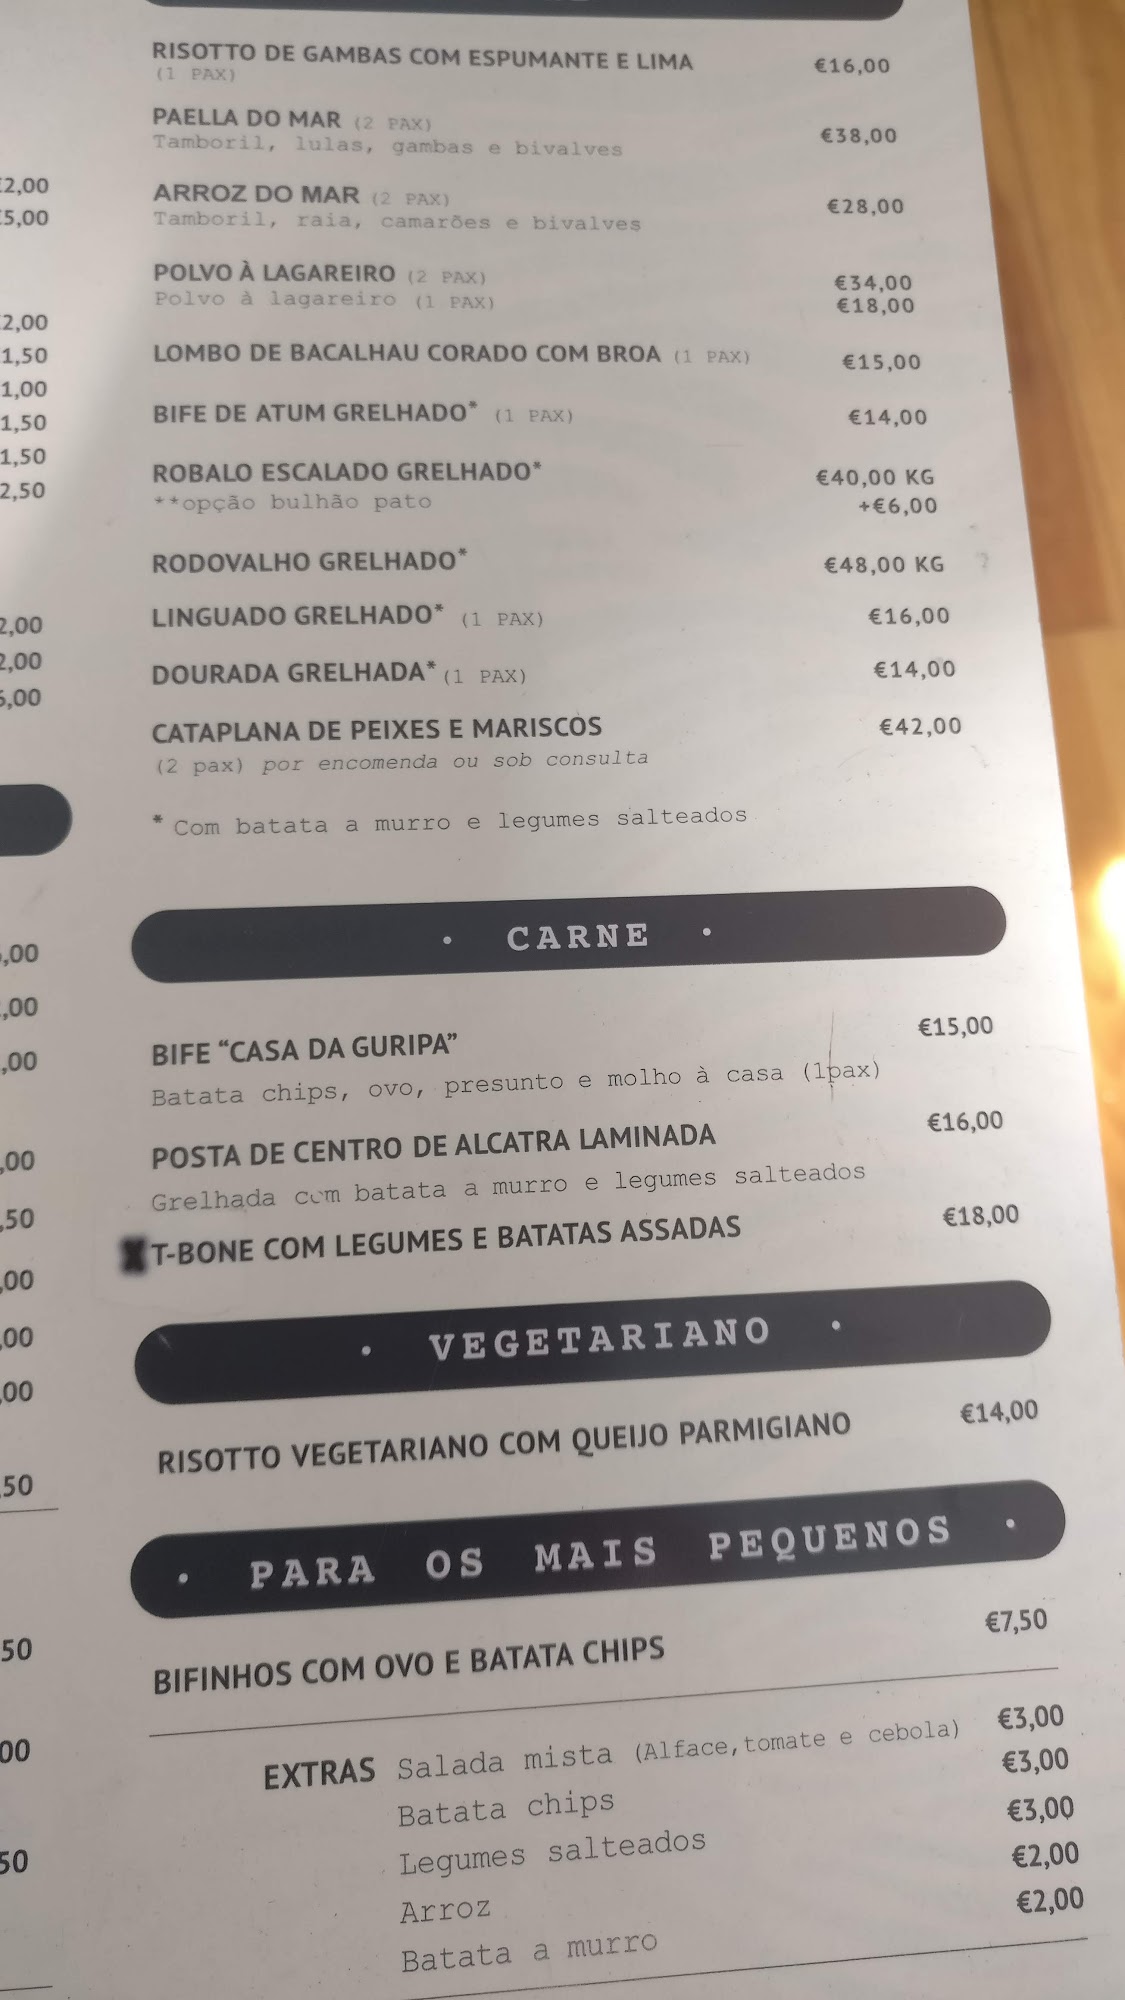 RISOTTO DE GAMBAS COM ESPUMANTE E LIMA €16,00
(1 PAX)
PAELLA DO MAR (2 PAX) €38,00
Tamboril, lulas, gambas e bivalves
ARROZ DO MAR (2 PAX) €28,00
Tamboril, raia, camarões e bivalves
POLVO À LAGAREIRO (2 PAX) €34,00
Polvo à lagareiro (1 PAX) €18,00
LOMBO DE BACALHAU CORADO COM BROA (1 PAX) €15,00
BIFE DE ATUM GRELHADO* (1 PAX) €14,00
ROBALO ESCALADO GRELHADO* €40,00 KG
**opção bulhão pato +€6,00
RODOVALHO GRELHADO* €48,00 KG
LINGUADO GRELHADO* (1 PAX) €16,00
DOURADA GRELHADA* (1 PAX) €14,00
CATAPLANA DE PEIXES E MARISCOS €42,00
(2 pax) por encomenda ou sob consulta
* Com batata a murro e legumes salteados
• CARNE •
BIFE “CASA DA GURIPA” €15,00
Batata chips, ovo, presunto e molho à casa (1pax)
POSTA DE CENTRO DE ALCATRA LAMINADA €16,00
Grelhada com batata a murro e legumes salteados
X T-BONE COM LEGUMES E BATATAS ASSADAS €18,00
• VEGETARIANO •
RISOTTO VEGETARIANO COM QUEIJO PARMIGIANO €14,00
• PARA OS MAIS PEQUENOS •
BIFINHOS COM OVO E BATATA CHIPS €7,50
EXTRAS Salada mista (Alface,tomate e cebola) €3,00
Batata chips €3,00
Legumes salteados €3,00
Arroz €2,00
Batata a murro €2,00